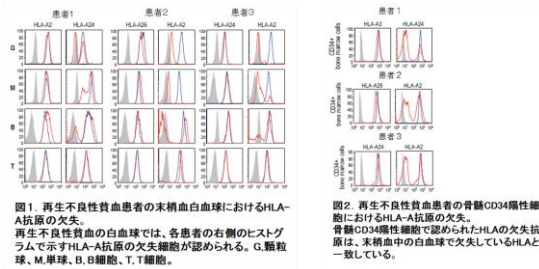 患者1
患者2
患者3
HLA-A2
HLA-A24
HLA-A26
HLA-A2
HLA-A24
HLA-A2
G
M
B
T
図1. 再生不良性貧血患者の末梢血白血球におけるHLA-
A抗原の欠失。
再生不良性貧血の白血球では、各患者の右側のヒストグ
ラムで示すHLA-A抗原の欠失細胞が認められる。G,顆粒
球、M,単球、B, B細胞、T, T細胞。
患者1
HLA-A2
HLA-A24
CD34+
bone marrow cells
患者2
HLA-A26
HLA-A2
CD34+
bone marrow cells
患者3
HLA-A24
HLA-A2
CD34+
bone marrow cells
図2. 再生不良性貧血患者の骨髄CD34陽性細
胞におけるHLA-A抗原の欠失。
骨髄CD34陽性細胞で認められたHLAの欠失抗
原は、末梢血中の白血球で欠失しているHLAと
一致している。